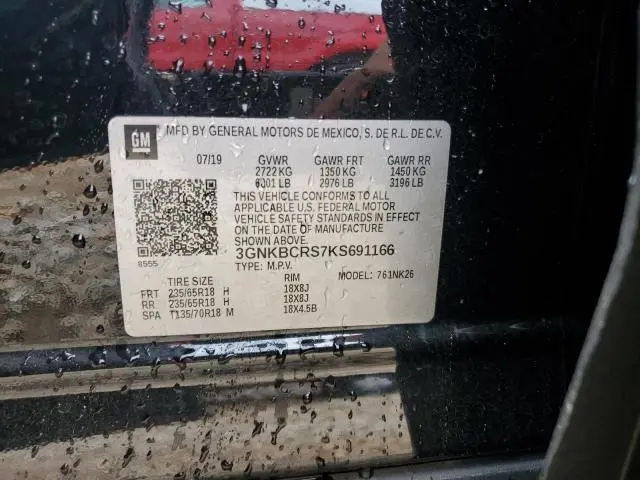 GM
MFD BY GENERAL MOTORS DE MEXICO, S. DE R.L. DE C.V.
07/19 GVWR GAWR FRT GAWR RR
2722 KG 1350 KG 1450 KG
6001 LB 2976 LB 3196 LB
THIS VEHICLE CONFORMS TO ALL
APPLICABLE U.S. FEDERAL MOTOR
VEHICLE SAFETY STANDARDS IN EFFECT
ON THE DATE OF MANUFACTURE
SHOWN ABOVE.
3GNKBCRS7KS691166
8555 TYPE: M.P.V. MODEL: 761NK26
TIRE SIZE RIM
FRT 235/65R18 H 18X8J
RR 235/65R18 H 18X8J
SPA T135/70R18 M 18X4.5B